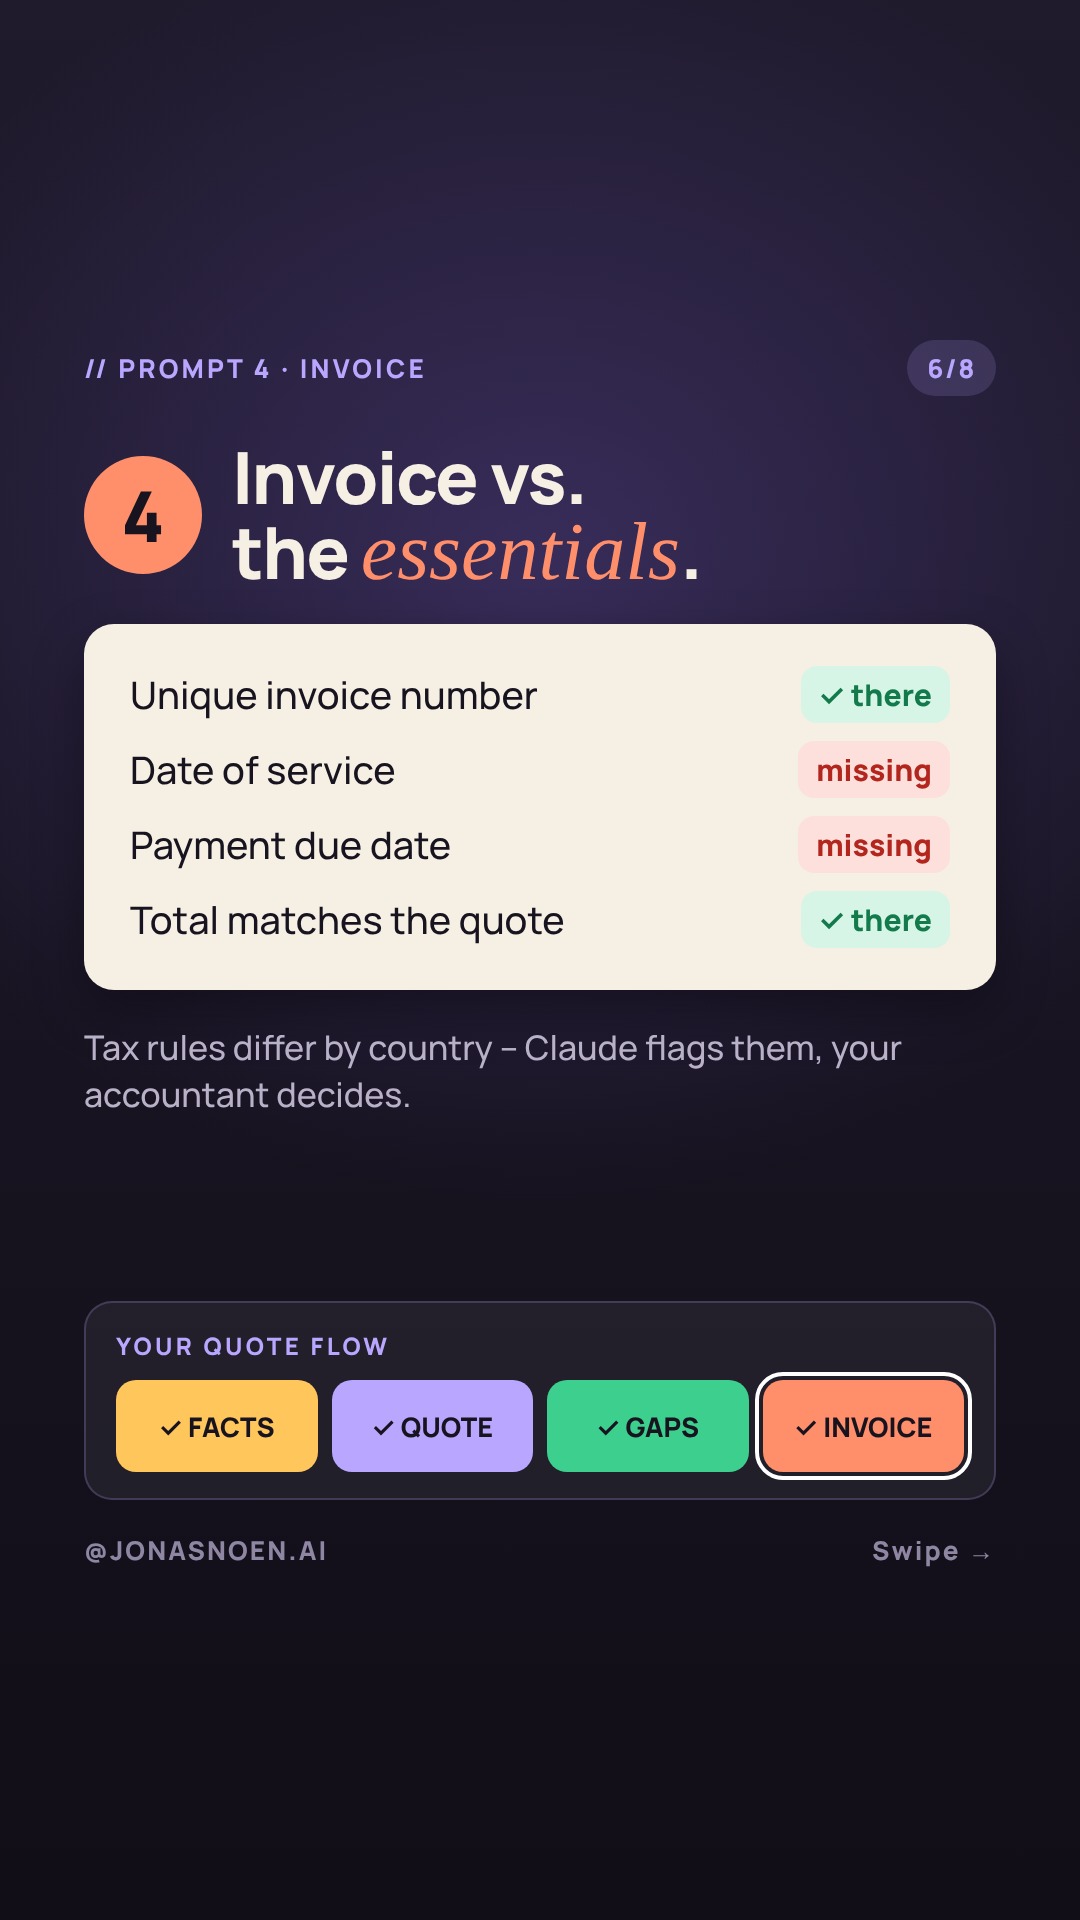 // PROMPT 4 · INVOICE
6/8
4
Invoice vs.
the essentials.
Unique invoice number ✓ there
Date of service missing
Payment due date missing
Total matches the quote ✓ there
Tax rules differ by country – Claude flags them, your
accountant decides.
YOUR QUOTE FLOW
✓ FACTS ✓ QUOTE ✓ GAPS ✓ INVOICE
@JONASNOEN.AI
Swipe →